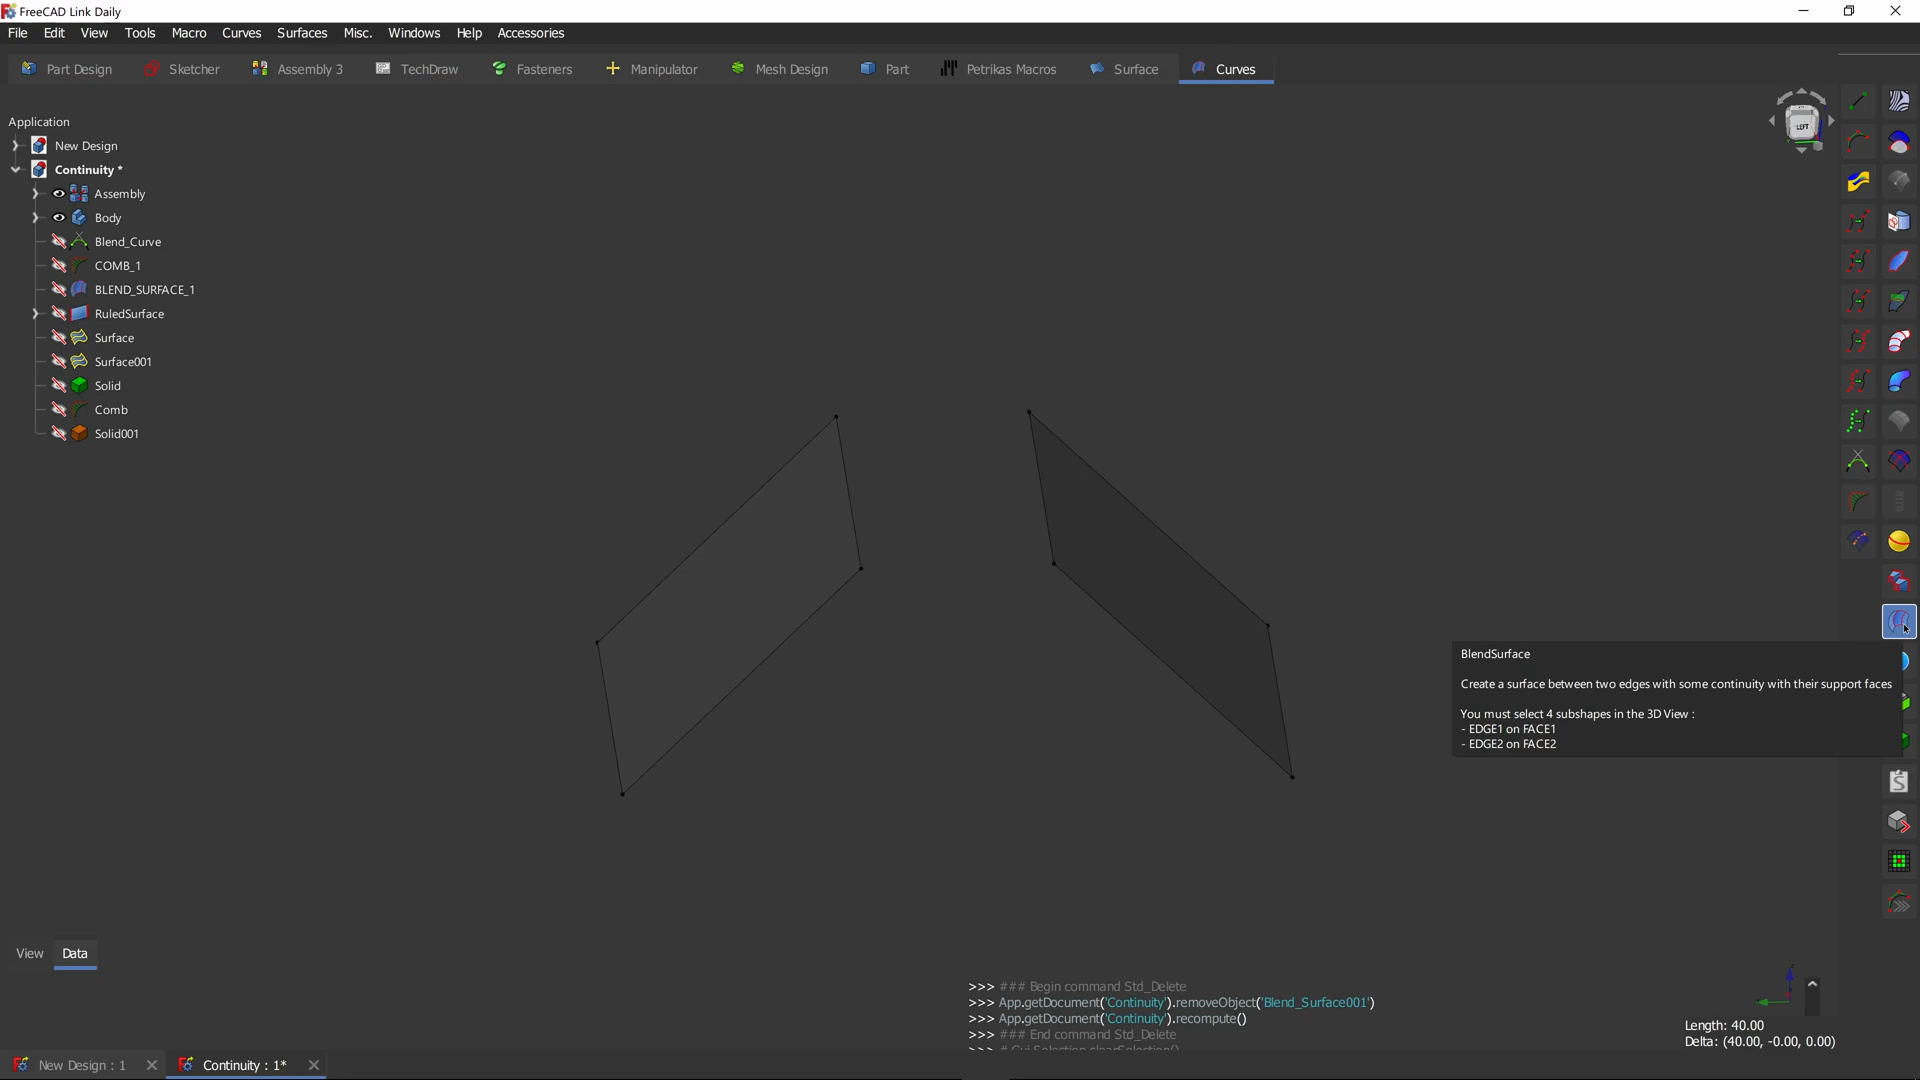 FreeCAD Link Daily
File Edit View Tools Macro Curves Surfaces Misc. Windows Help Accessories
Part Design Sketcher Assembly 3 TechDraw Fasteners Manipulator Mesh Design Part Petrikas Macros Surface Curves
LEFT
Application
New Design
Continuity *
Assembly
Body
Blend_Curve
COMB_1
BLEND_SURFACE_1
RuledSurface
Surface
Surface001
Solid
Comb
Solid001
BlendSurface
Create a surface between two edges with some continuity with their support faces
You must select 4 subshapes in the 3D View :
- EDGE1 on FACE1
- EDGE2 on FACE2
View Data
>>> ### Begin command Std_Delete
>>> App.getDocument('Continuity').removeObject('Blend_Surface001')
>>> App.getDocument('Continuity').recompute()
>>> ### End command Std_Delete
>>> # Gui.Selection.clearSelection()
Length: 40.00
Delta: (40.00, -0.00, 0.00)
New Design : 1 Continuity : 1*